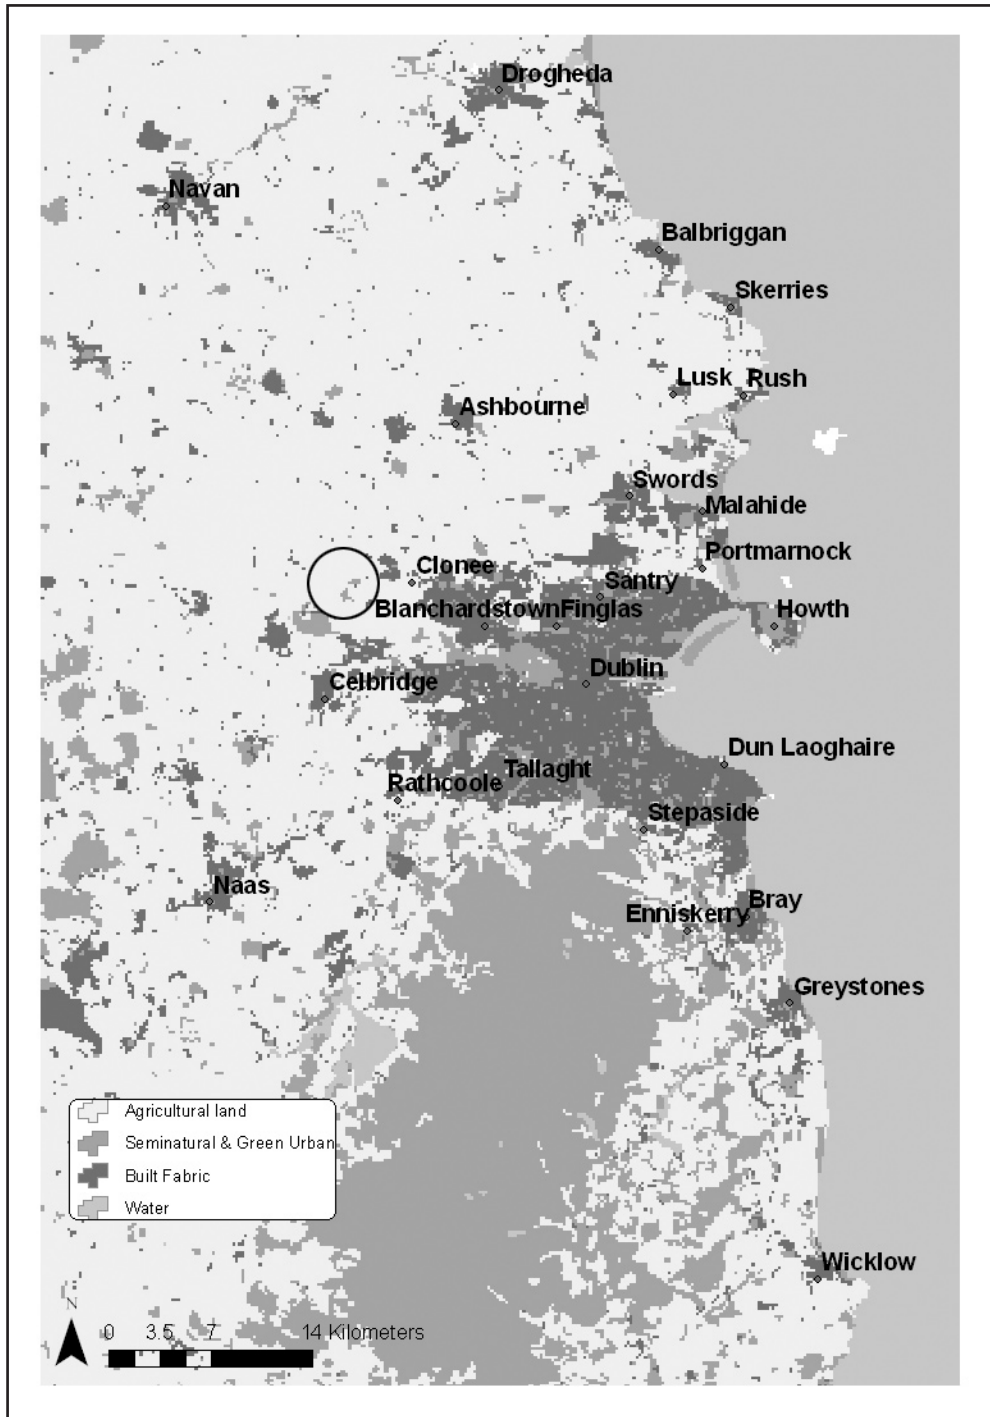 Drogheda
Navan
Balbriggan
Skerries
Lusk
Rush
Ashbourne
Swords
Malahide
Portmarnock
Clonee
Santry
Blanchardstown
Finglas
Howth
Dublin
Celbridge
Dun Laoghaire
Tallaght
Rathcoole
Stepaside
Naas
Bray
Enniskerry
Greystones
Agricultural land
Seminatural & Green Urban
Built Fabric
Water
Wicklow
N
0 3.5 7 14 Kilometers